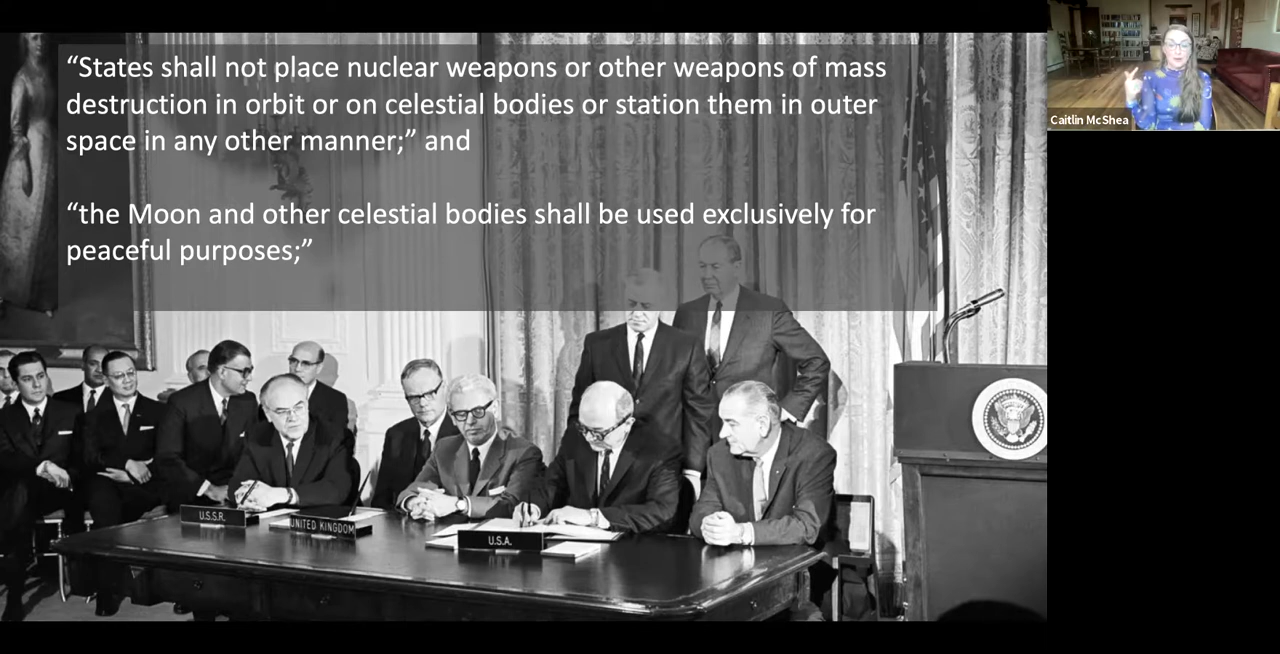 “States shall not place nuclear weapons or other weapons of mass
destruction in orbit or on celestial bodies or station them in outer
space in any other manner;” and
“the Moon and other celestial bodies shall be used exclusively for
peaceful purposes;”
Caitlin McShea
U.S.S.R.
UNITED KINGDOM
U.S.A.